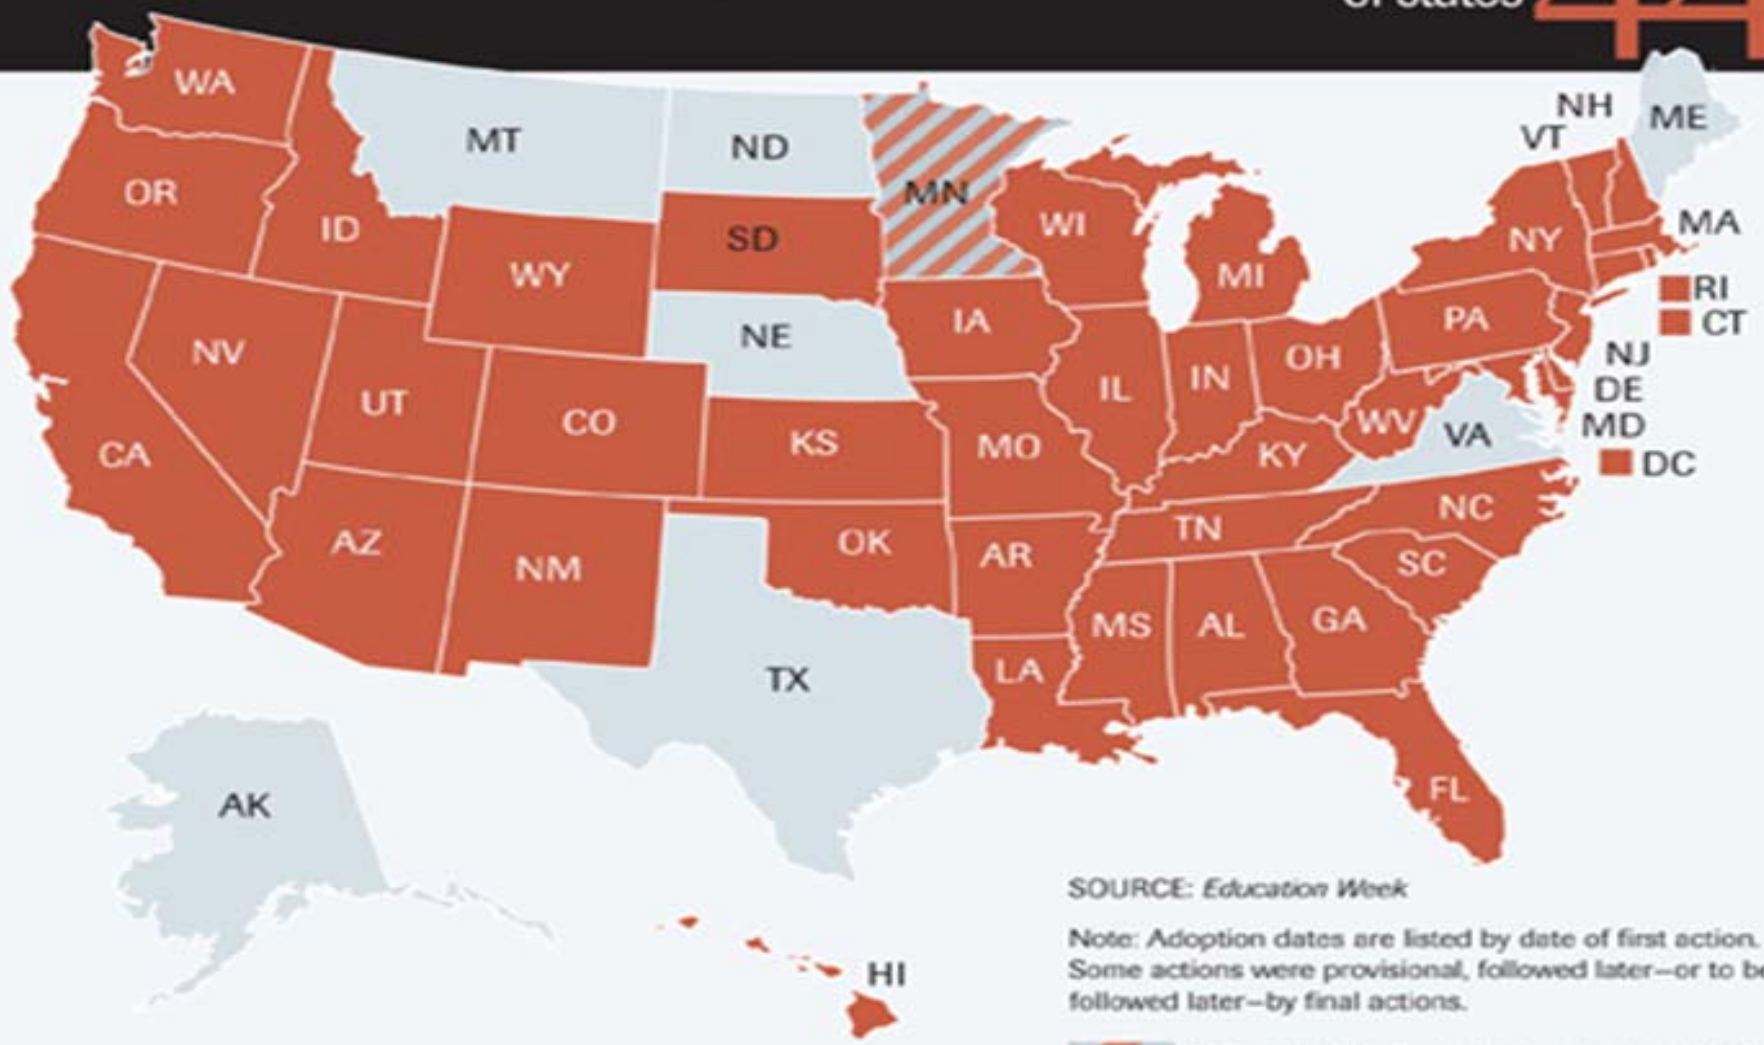 of states 44
WA
MT
ND
MN
NH
VT
ME
OR
ID
SD
WI
MI
NY
MA
WY
RI
CT
NE
IA
PA
NV
UT
CO
IL
IN
OH
NJ
DE
MD
DC
CA
KS
MO
KY
WV
VA
AZ
NM
OK
AR
TN
NC
SC
MS
AL
GA
TX
LA
FL
AK
HI
SOURCE: Education Week
Note: Adoption dates are listed by date of first action.
Some actions were provisional, followed later—or to be
followed later—by final actions.